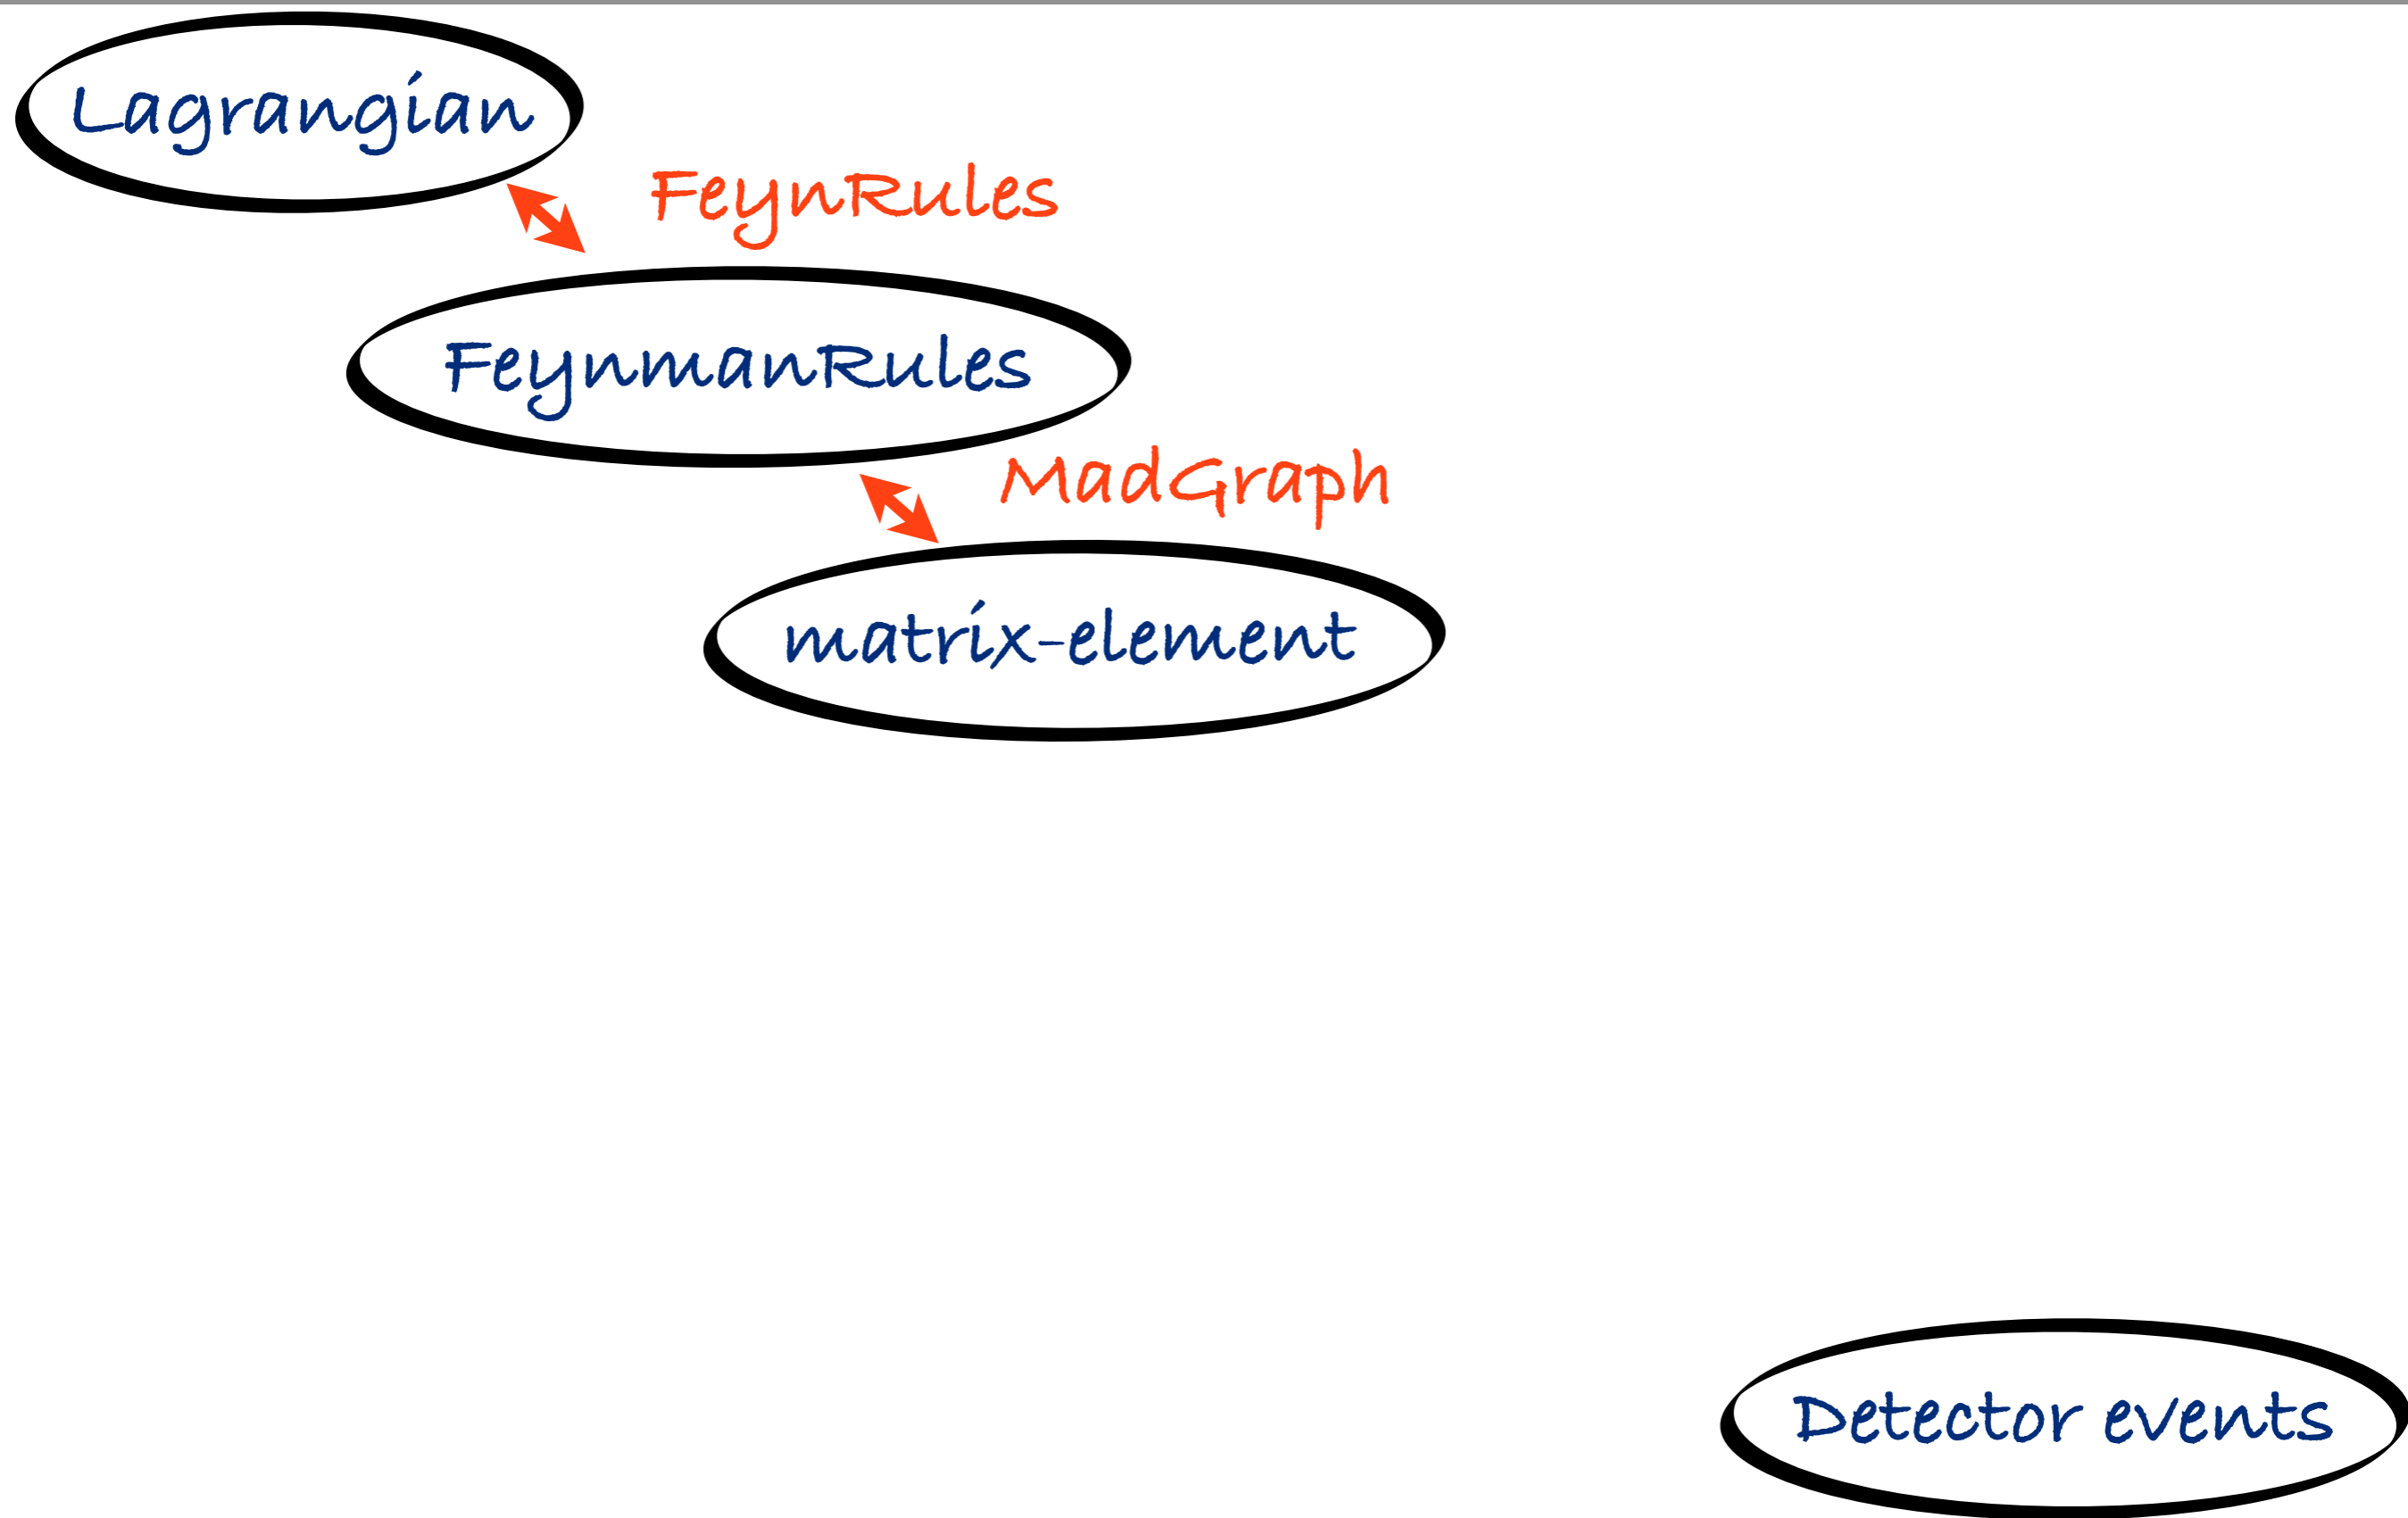 Lagrangian
FeynRules
FeynmanRules
MadGraph
matrix-element
Detector events